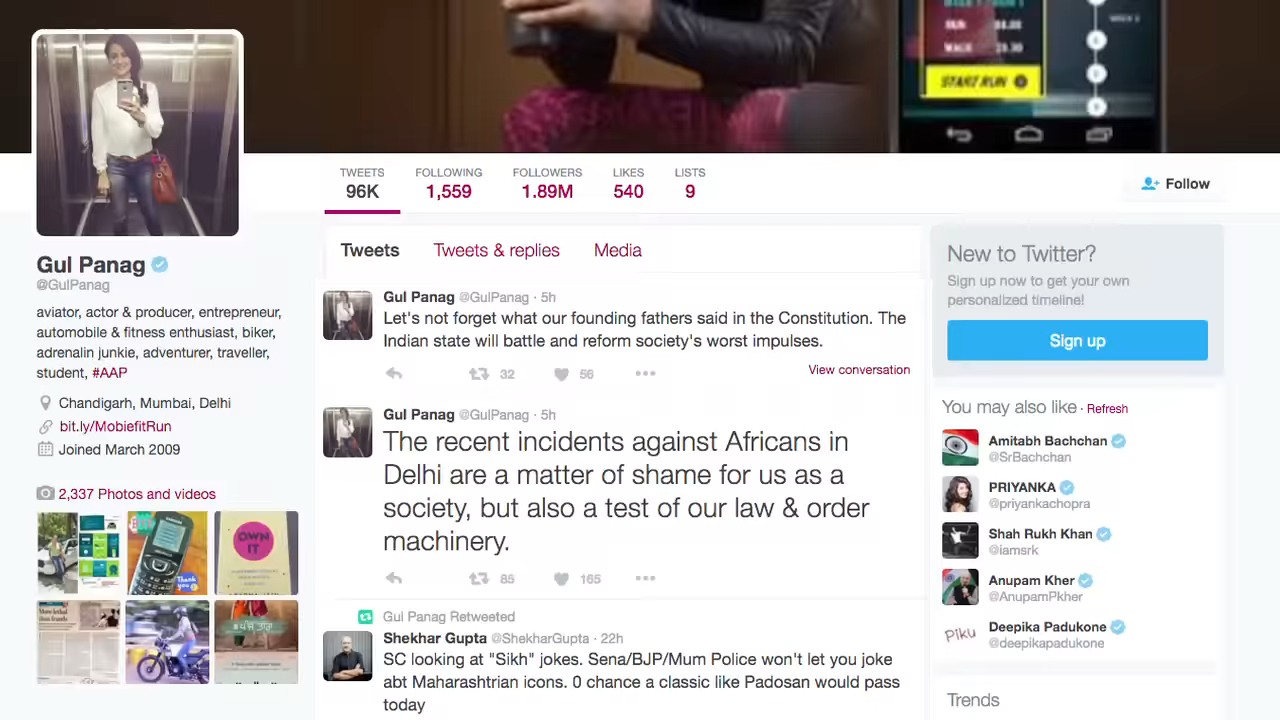 START RUN
TWEETS FOLLOWING FOLLOWERS LIKES LISTS
96K 1,559 1.89M 540 9
Follow
Gul Panag
@GulPanag
aviator, actor & producer, entrepreneur,
automobile & fitness enthusiast, biker,
adrenalin junkie, adventurer, traveller,
student, #AAP
Chandigarh, Mumbai, Delhi
bit.ly/MobiefitRun
Joined March 2009
2,337 Photos and videos
OWN
IT
Thank
you
Tweets Tweets & replies Media
Gul Panag @GulPanag · 5h
Let's not forget what our founding fathers said in the Constitution. The
Indian state will battle and reform society's worst impulses.
32 56
View conversation
Gul Panag @GulPanag · 5h
The recent incidents against Africans in
Delhi are a matter of shame for us as a
society, but also a test of our law & order
machinery.
85 165
Gul Panag Retweeted
Shekhar Gupta @ShekharGupta · 22h
SC looking at "Sikh" jokes. Sena/BJP/Mum Police won't let you joke
abt Maharashtrian icons. 0 chance a classic like Padosan would pass
today
New to Twitter?
Sign up now to get your own
personalized timeline!
Sign up
You may also like · Refresh
Amitabh Bachchan
@SrBachchan
PRIYANKA
@priyankachopra
Shah Rukh Khan
@iamsrk
Anupam Kher
@AnupamPkher
PIKU
Deepika Padukone
@deepikapadukone
Trends